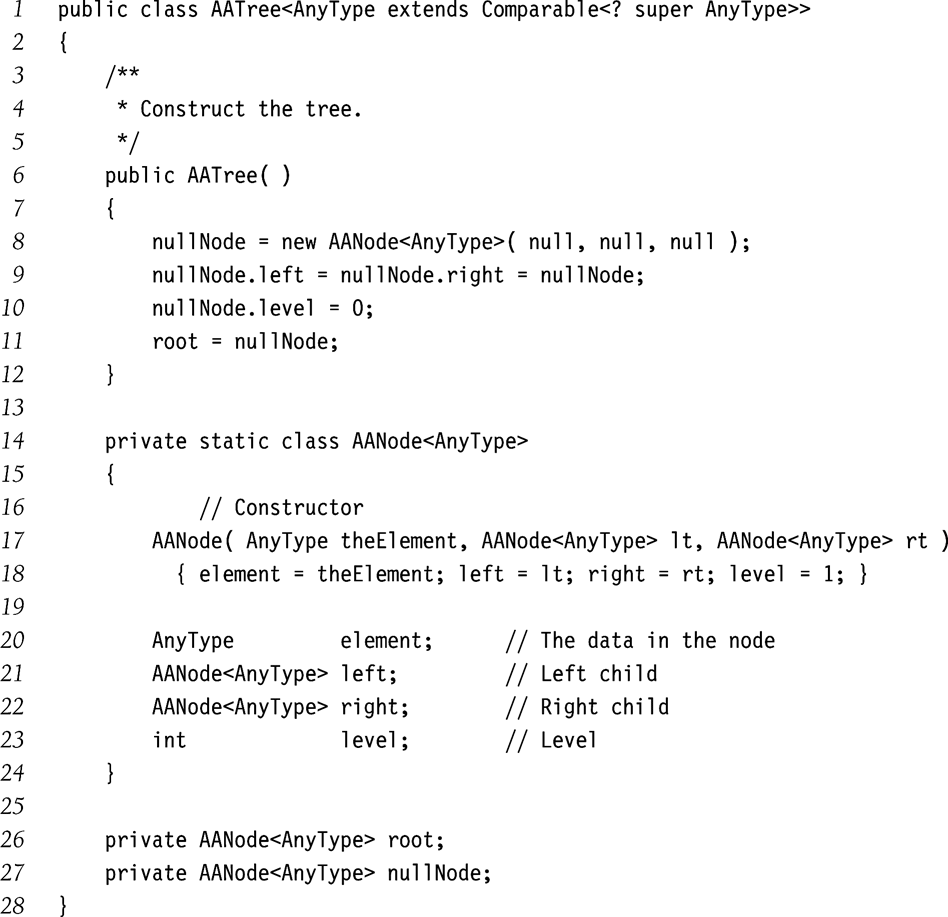 1 public class AATree<AnyType extends Comparable<? super AnyType>>
2 {
3     /**
4      * Construct the tree.
5      */
6     public AATree( )
7     {
8         nullNode = new AANode<AnyType>( null, null, null );
9         nullNode.left = nullNode.right = nullNode;
10         nullNode.level = 0;
11         root = nullNode;
12     }
13
14     private static class AANode<AnyType>
15     {
16             // Constructor
17         AANode( AnyType theElement, AANode<AnyType> lt, AANode<AnyType> rt )
18           { element = theElement; left = lt; right = rt; level = 1; }
19
20         AnyType         element;      // The data in the node
21         AANode<AnyType> left;         // Left child
22         AANode<AnyType> right;        // Right child
23         int             level;        // Level
24     }
25
26     private AANode<AnyType> root;
27     private AANode<AnyType> nullNode;
28 }